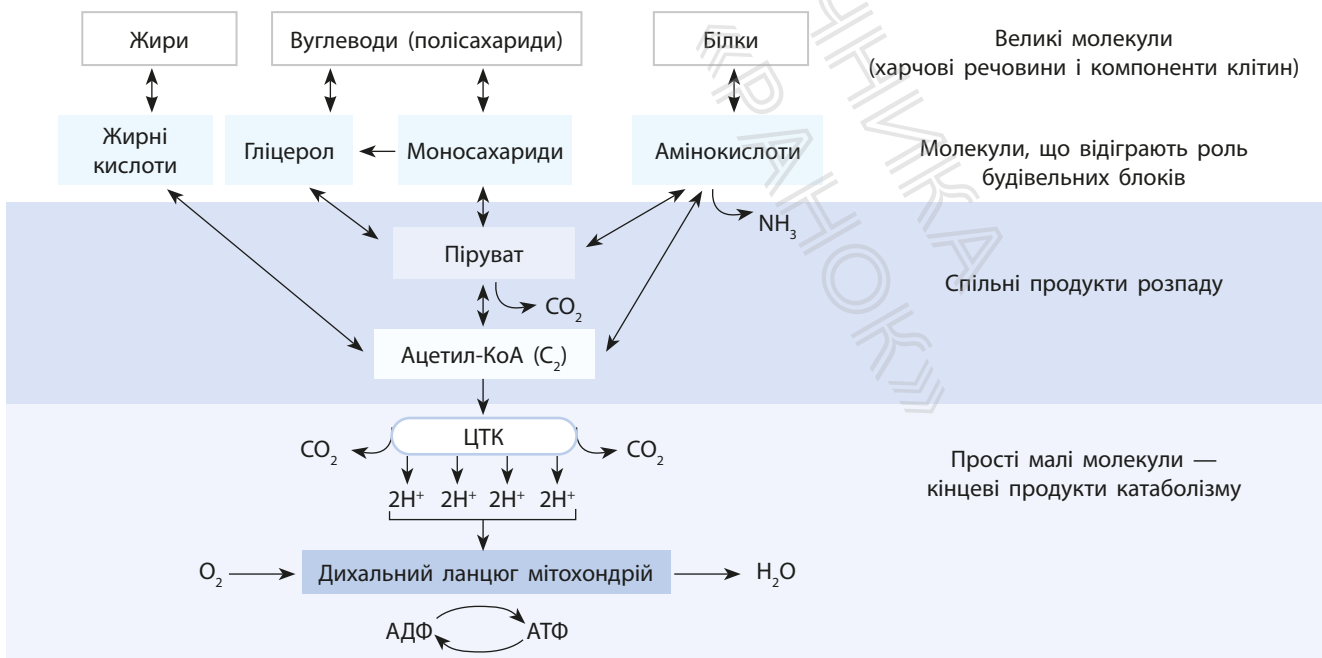 Жири
Вуглеводи (полісахариди)
Білки
Великі молекули
(харчові речовини і компоненти клітин)
Жирні
кислоти
Гліцерол
Моносахариди
Амінокислоти
Молекули, що відіграють роль
будівельних блоків
NH₃
Піруват
CO₂
Спільні продукти розпаду
Ацетил-КоА (C₂)
ЦТК
CO₂
CO₂
2H⁺ 2H⁺ 2H⁺ 2H⁺
Прості малі молекули —
кінцеві продукти катаболізму
O₂
Дихальний ланцюг мітохондрій
H₂O
АДФ
АТФ
«РАНОК»